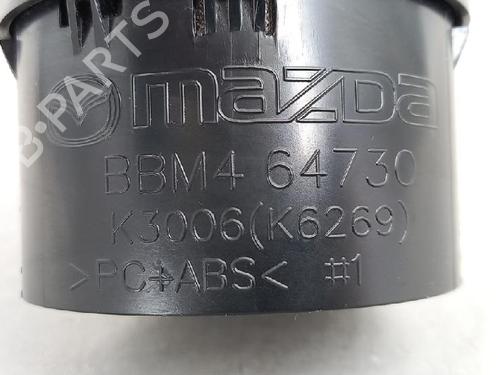 B-PARTS
mazda
BBM4 64730
K3006(K6269)
>PC+ABS< #1